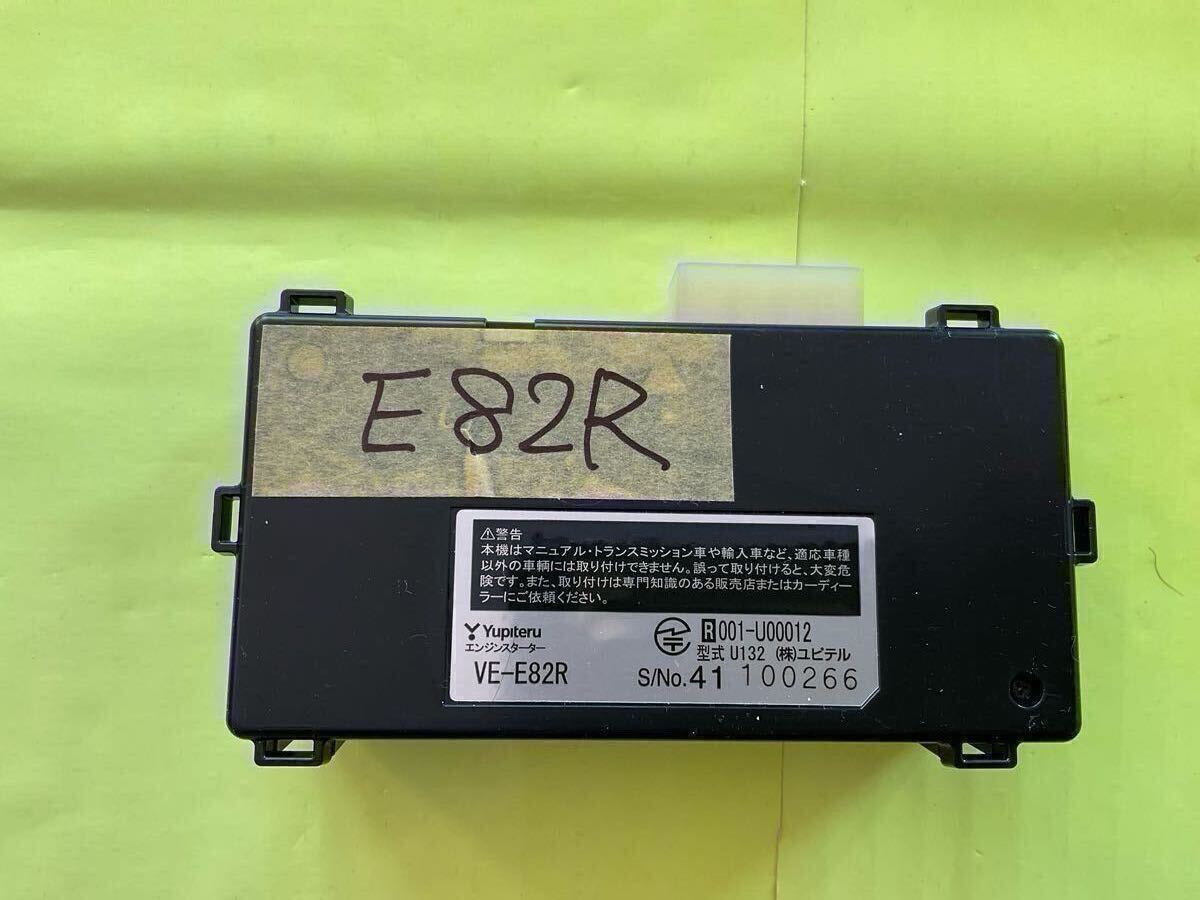 E82R
⚠警告
本機はマニュアル・トランスミッション車や輸入車など、適応車種
以外の車輌には取り付けできません。誤って取り付けると、大変危
険です。また、取り付けは専門知識のある販売店またはカーディー
ラーにご依頼ください。
Yupiteru
エンジンスターター
VE-E82R
R 001-U00012
型式 U132 (株)ユピテル
S/No. 41 100266